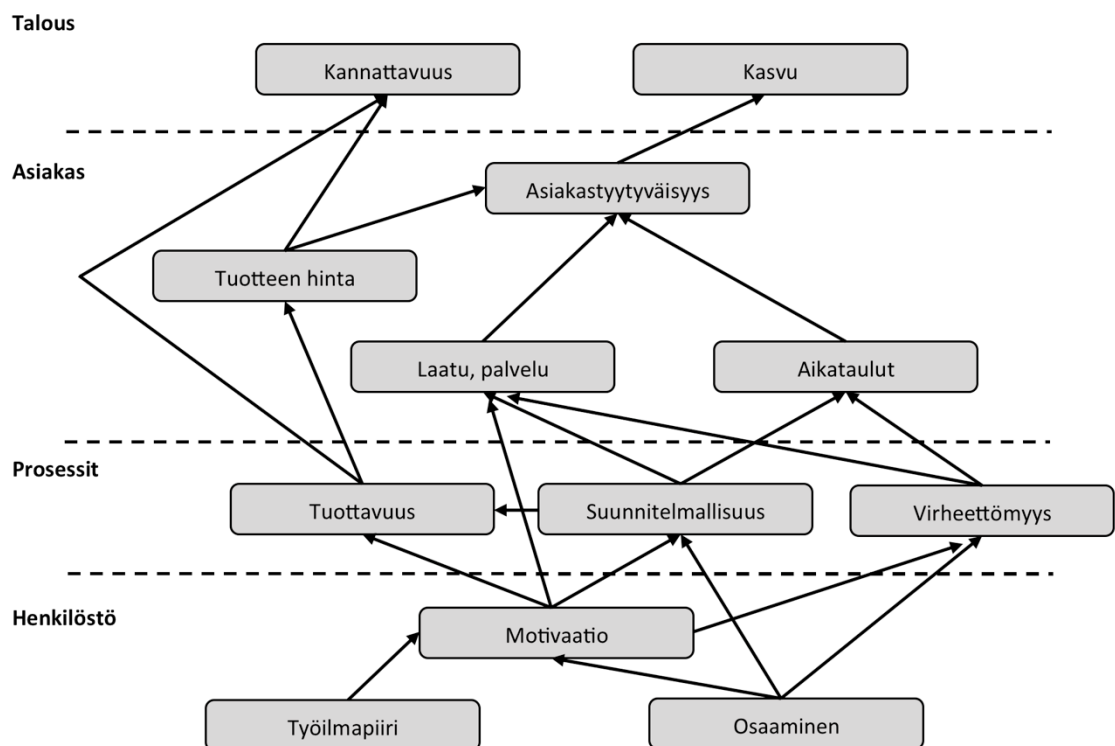 Talous
Kannattavuus
Kasvu
Asiakas
Asiakastyytyväisyys
Tuotteen hinta
Laatu, palvelu
Aikataulut
Prosessit
Tuottavuus
Suunnitelmallisuus
Virheettömyys
Henkilöstö
Motivaatio
Työilmapiiri
Osaaminen